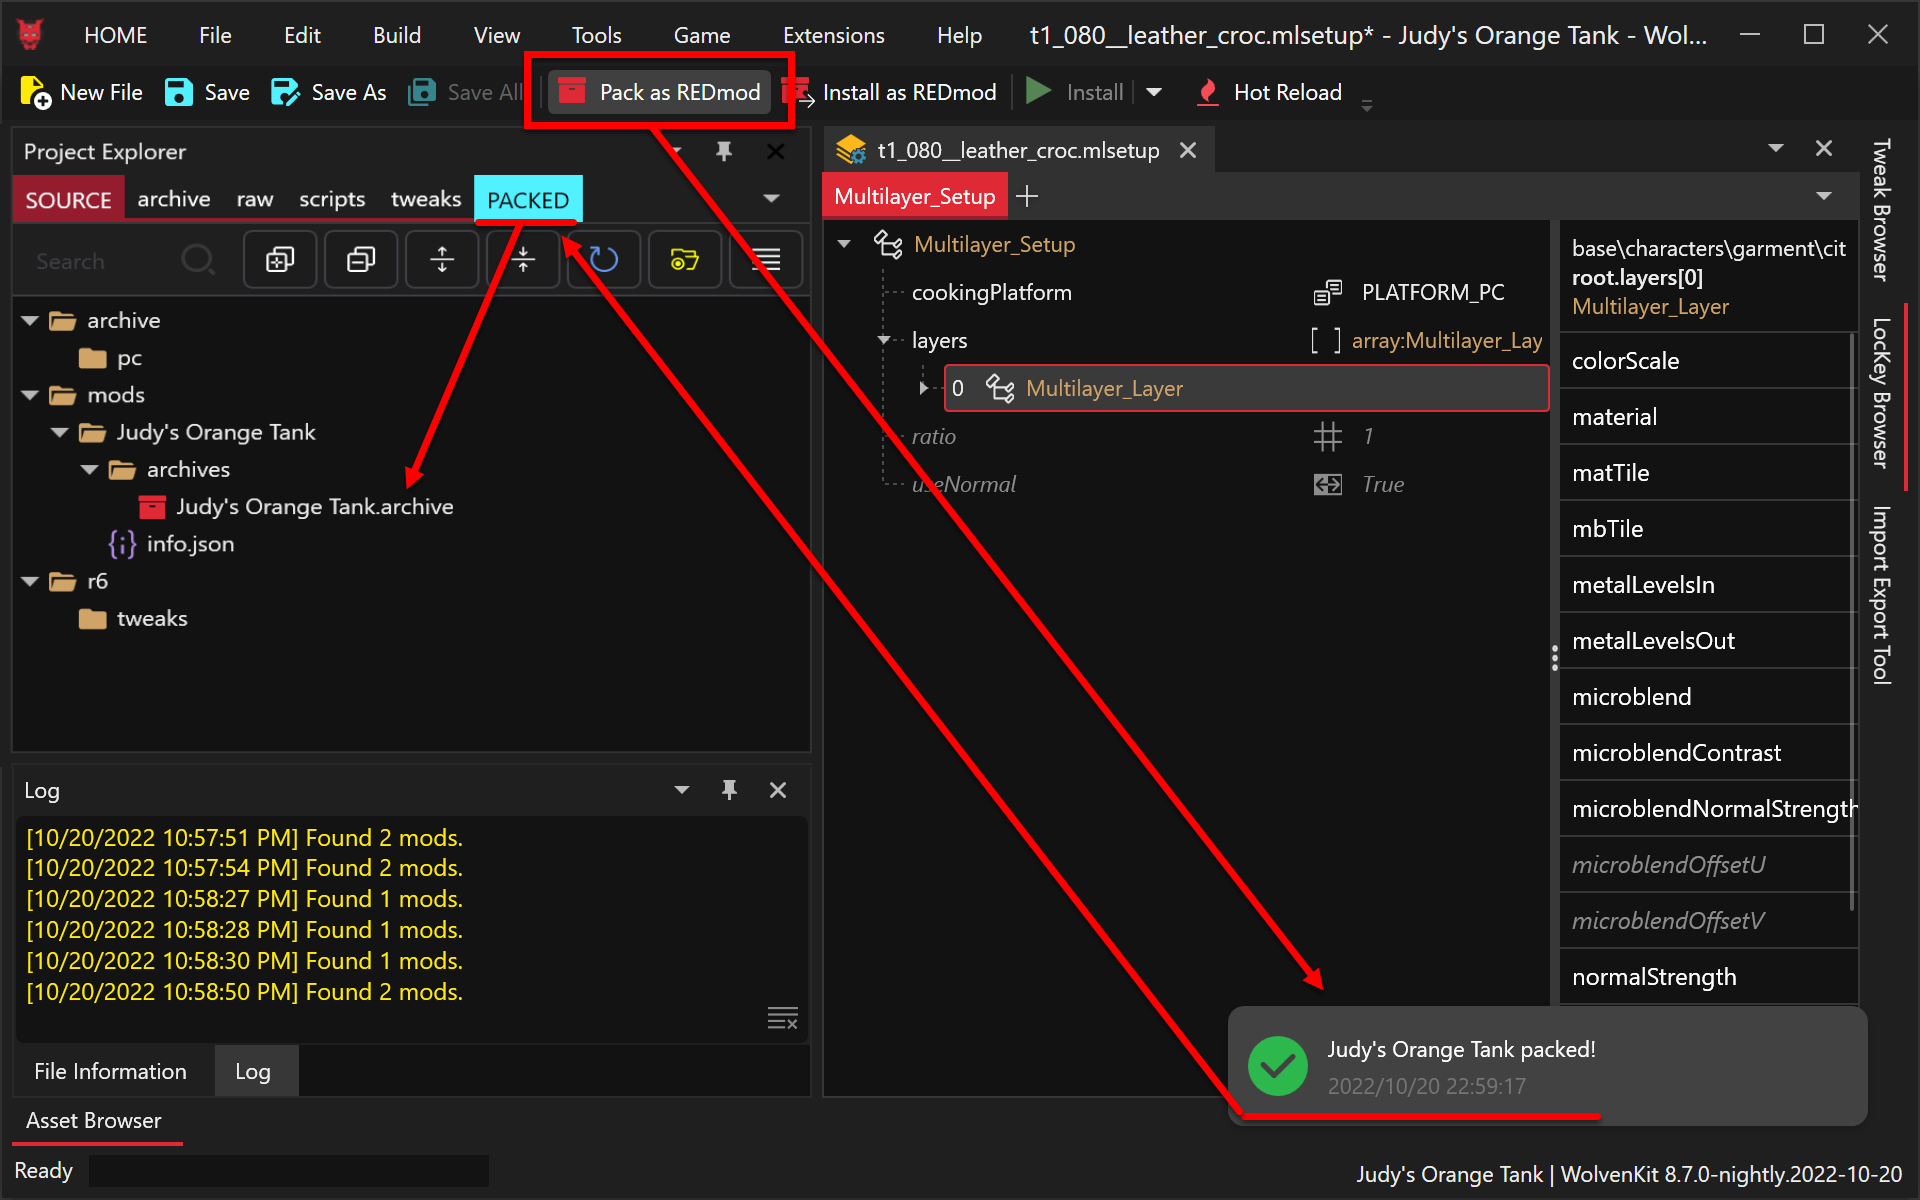 HOME File Edit Build View Tools Game Extensions Help t1_080__leather_croc.mlsetup* - Judy's Orange Tank - Wol...
New File Save Save As Save All Pack as REDmod Install as REDmod Install Hot Reload
Project Explorer
SOURCE archive raw scripts tweaks PACKED
Search
archive
pc
mods
Judy's Orange Tank
archives
Judy's Orange Tank.archive
{i} info.json
r6
tweaks
Log
[10/20/2022 10:57:51 PM] Found 2 mods.
[10/20/2022 10:57:54 PM] Found 2 mods.
[10/20/2022 10:58:27 PM] Found 1 mods.
[10/20/2022 10:58:28 PM] Found 1 mods.
[10/20/2022 10:58:30 PM] Found 1 mods.
[10/20/2022 10:58:50 PM] Found 2 mods.
File Information Log
Asset Browser
Ready
t1_080__leather_croc.mlsetup
Multilayer_Setup
Multilayer_Setup
cookingPlatform PLATFORM_PC
layers [ ] array:Multilayer_Lay
0 Multilayer_Layer
ratio 1
useNormal True
base\characters\garment\cit
root.layers[0]
Multilayer_Layer
colorScale
material
matTile
mbTile
metalLevelsIn
metalLevelsOut
microblend
microblendContrast
microblendNormalStrength
microblendOffsetU
microblendOffsetV
normalStrength
Tweak Browser
LocKey Browser
Import Export Tool
Judy's Orange Tank packed!
2022/10/20 22:59:17
Judy's Orange Tank | WolvenKit 8.7.0-nightly.2022-10-20